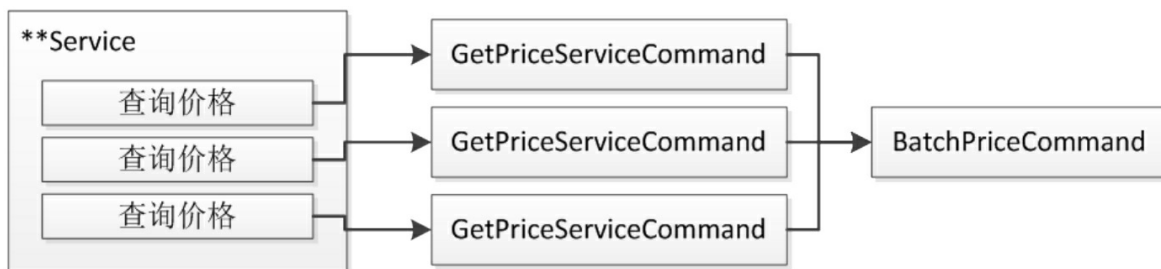 **Service
查询价格
查询价格
查询价格
GetPriceServiceCommand
GetPriceServiceCommand
GetPriceServiceCommand
BatchPriceCommand